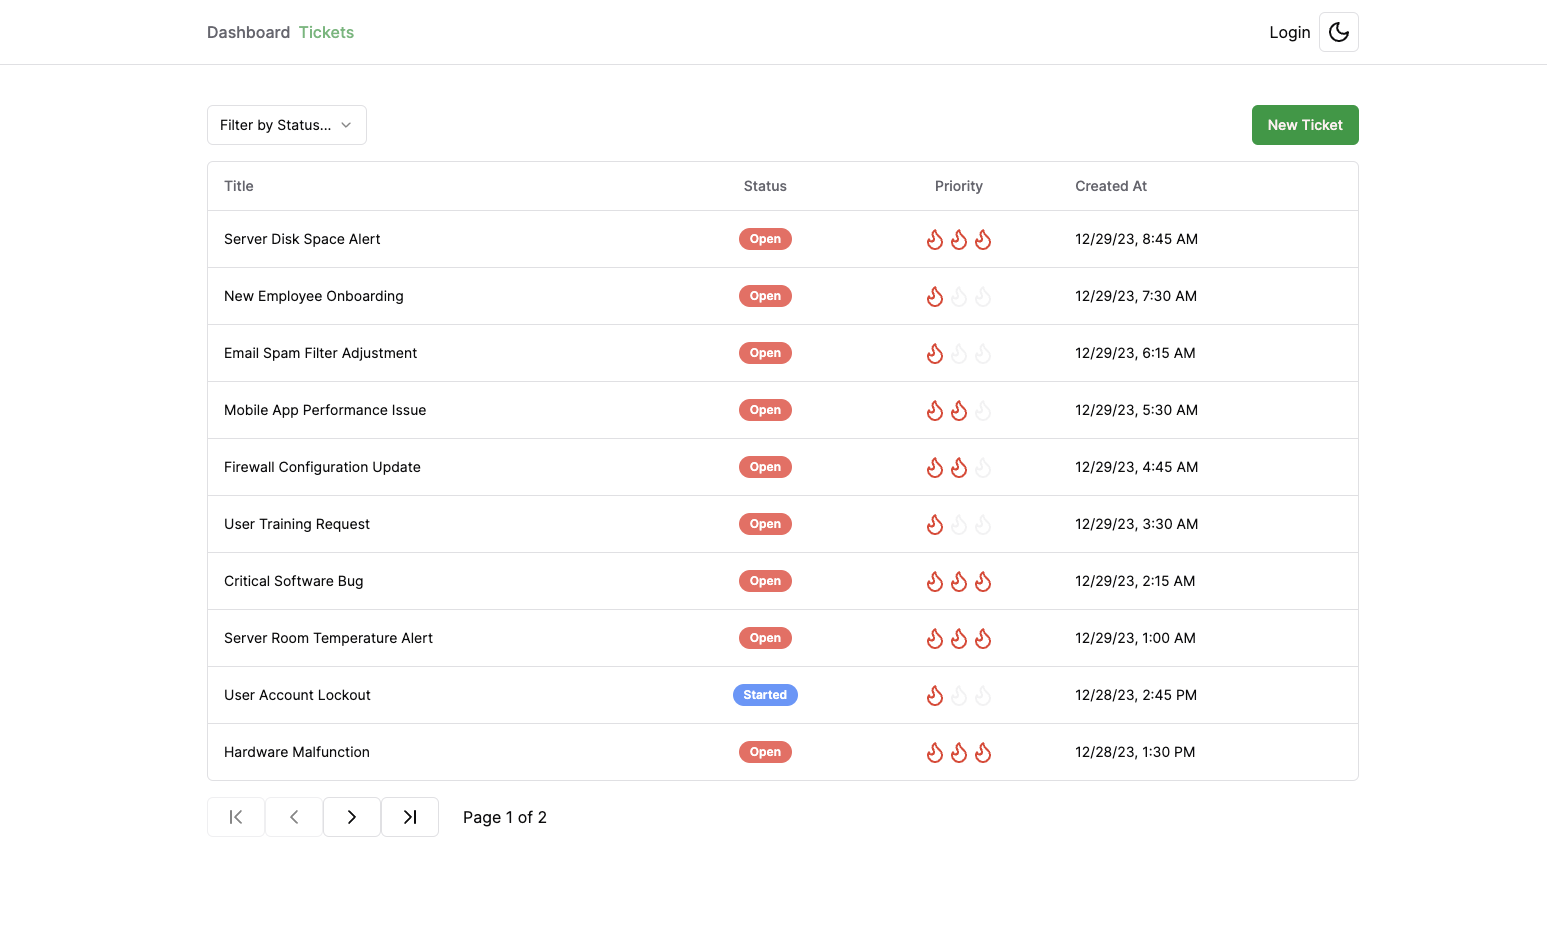 Dashboard Tickets Login
Filter by Status... New Ticket
Title Status Priority Created At
Server Disk Space Alert Open 12/29/23, 8:45 AM
New Employee Onboarding Open 12/29/23, 7:30 AM
Email Spam Filter Adjustment Open 12/29/23, 6:15 AM
Mobile App Performance Issue Open 12/29/23, 5:30 AM
Firewall Configuration Update Open 12/29/23, 4:45 AM
User Training Request Open 12/29/23, 3:30 AM
Critical Software Bug Open 12/29/23, 2:15 AM
Server Room Temperature Alert Open 12/29/23, 1:00 AM
User Account Lockout Started 12/28/23, 2:45 PM
Hardware Malfunction Open 12/28/23, 1:30 PM
Page 1 of 2